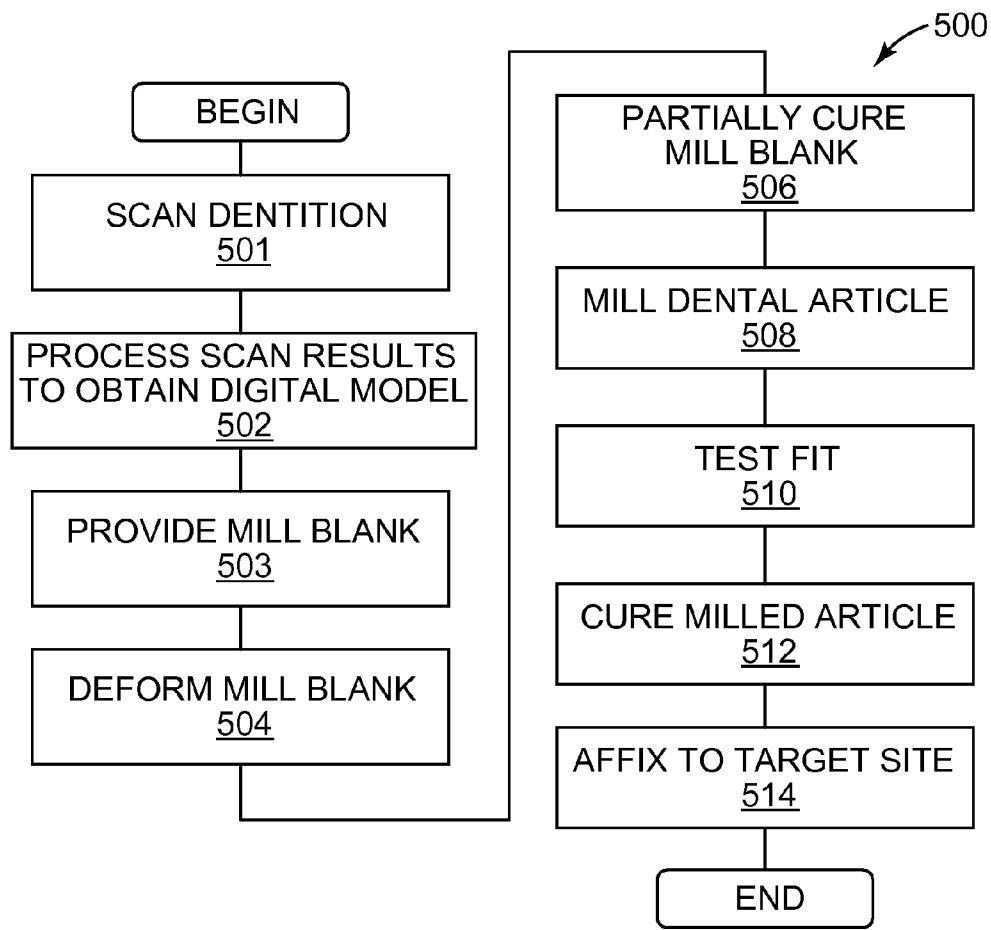 500
BEGIN
SCAN DENTITION
501
PROCESS SCAN RESULTS
TO OBTAIN DIGITAL MODEL
502
PROVIDE MILL BLANK
503
DEFORM MILL BLANK
504
PARTIALLY CURE
MILL BLANK
506
MILL DENTAL ARTICLE
508
TEST FIT
510
CURE MILLED ARTICLE
512
AFFIX TO TARGET SITE
514
END